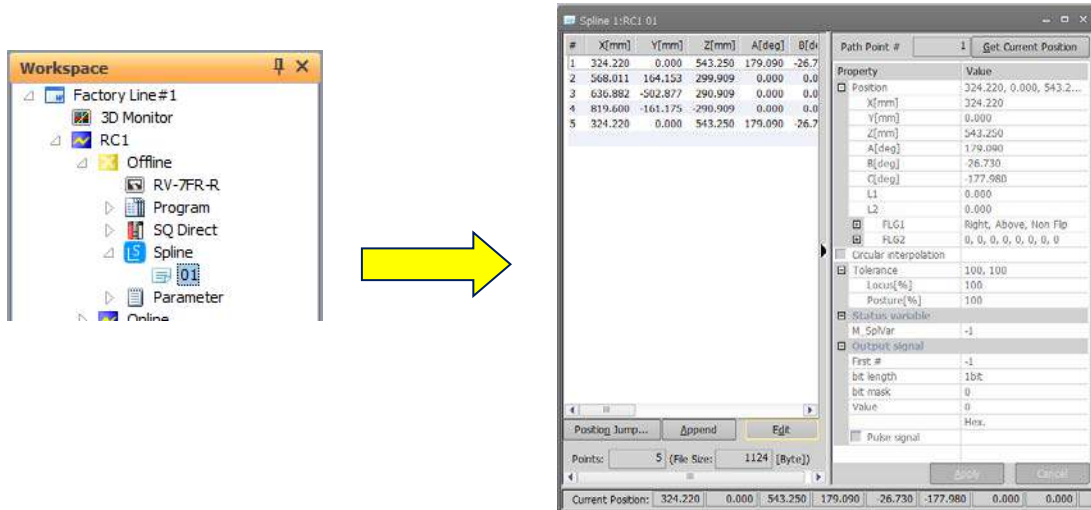 Workspace
Factory Line#1
3D Monitor
RC1
Offline
RV-7FR-R
Program
SQ Direct
Spline
01
Parameter
Online
Spline 1:RC1 01
# X[mm] Y[mm] Z[mm] A[deg] B[de
1 324.220 0.000 543.250 179.090 -26.7
2 568.011 164.153 299.909 0.000 0.0
3 636.882 -502.877 290.909 0.000 0.0
4 819.600 -161.175 -290.909 0.000 0.0
5 324.220 0.000 543.250 179.090 -26.7
Position Jump... Append Edit
Points: 5 (File Size: 1124 [Byte])
Path Point # 1 Get Current Position
Property Value
Position 324.220, 0.000, 543.2...
X[mm] 324.220
Y[mm] 0.000
Z[mm] 543.250
A[deg] 179.090
B[deg] -26.730
C[deg] -177.980
L1 0.000
L2 0.000
FLG1 Right, Above, Non Flip
FLG2 0, 0, 0, 0, 0, 0, 0, 0
Circular interpolation
Tolerance 100, 100
Locus[%] 100
Posture[%] 100
Status variable
M_SplVar -1
Output signal
First # -1
bit length 1bit
bit mask 0
Value 0
Hex.
Pulse signal
Apply Cancel
Current Position: 324.220 0.000 543.250 179.090 -26.730 -177.980 0.000 0.000